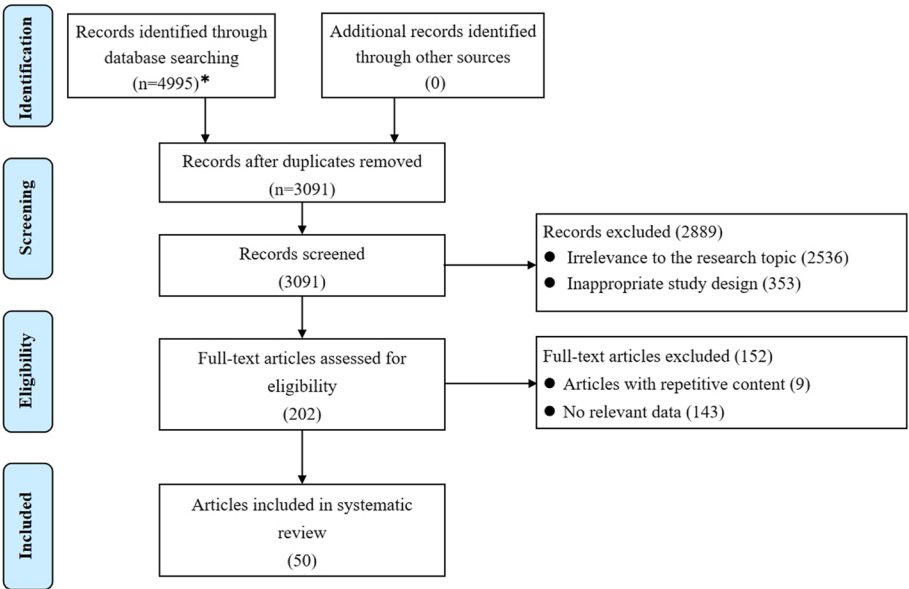 Identification
Records identified through
database searching
(n=4995)*
Additional records identified
through other sources
(0)
Records after duplicates removed
(n=3091)
Screening
Records screened
(3091)
Records excluded (2889)
● Irrelevance to the research topic (2536)
● Inappropriate study design (353)
Eligibility
Full-text articles assessed for
eligibility
(202)
Full-text articles excluded (152)
● Articles with repetitive content (9)
● No relevant data (143)
Included
Articles included in systematic
review
(50)